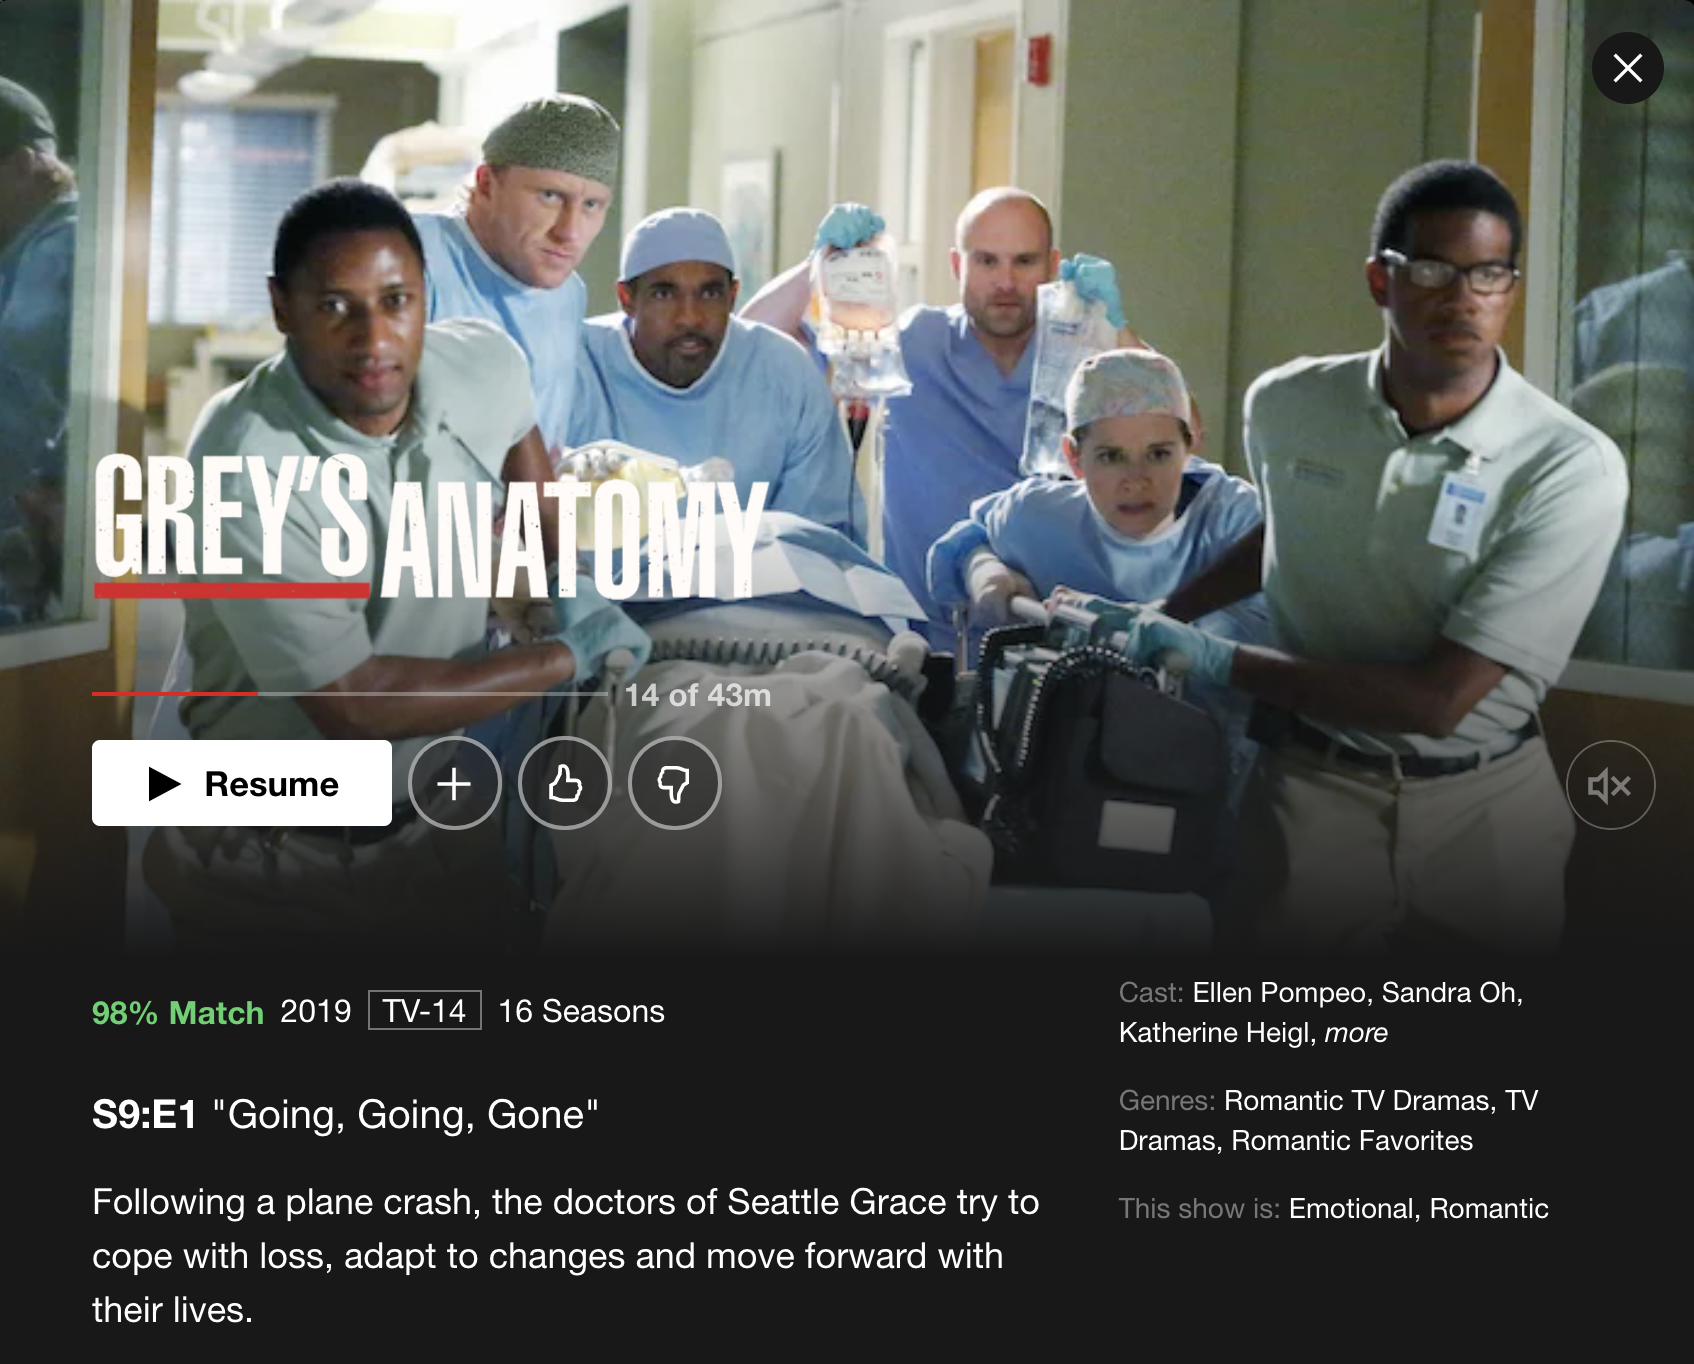 GREY'S ANATOMY
14 of 43m
Resume
98% Match 2019 TV-14 16 Seasons
S9:E1 "Going, Going, Gone"
Following a plane crash, the doctors of Seattle Grace try to
cope with loss, adapt to changes and move forward with
their lives.
Cast: Ellen Pompeo, Sandra Oh,
Katherine Heigl, more
Genres: Romantic TV Dramas, TV
Dramas, Romantic Favorites
This show is: Emotional, Romantic